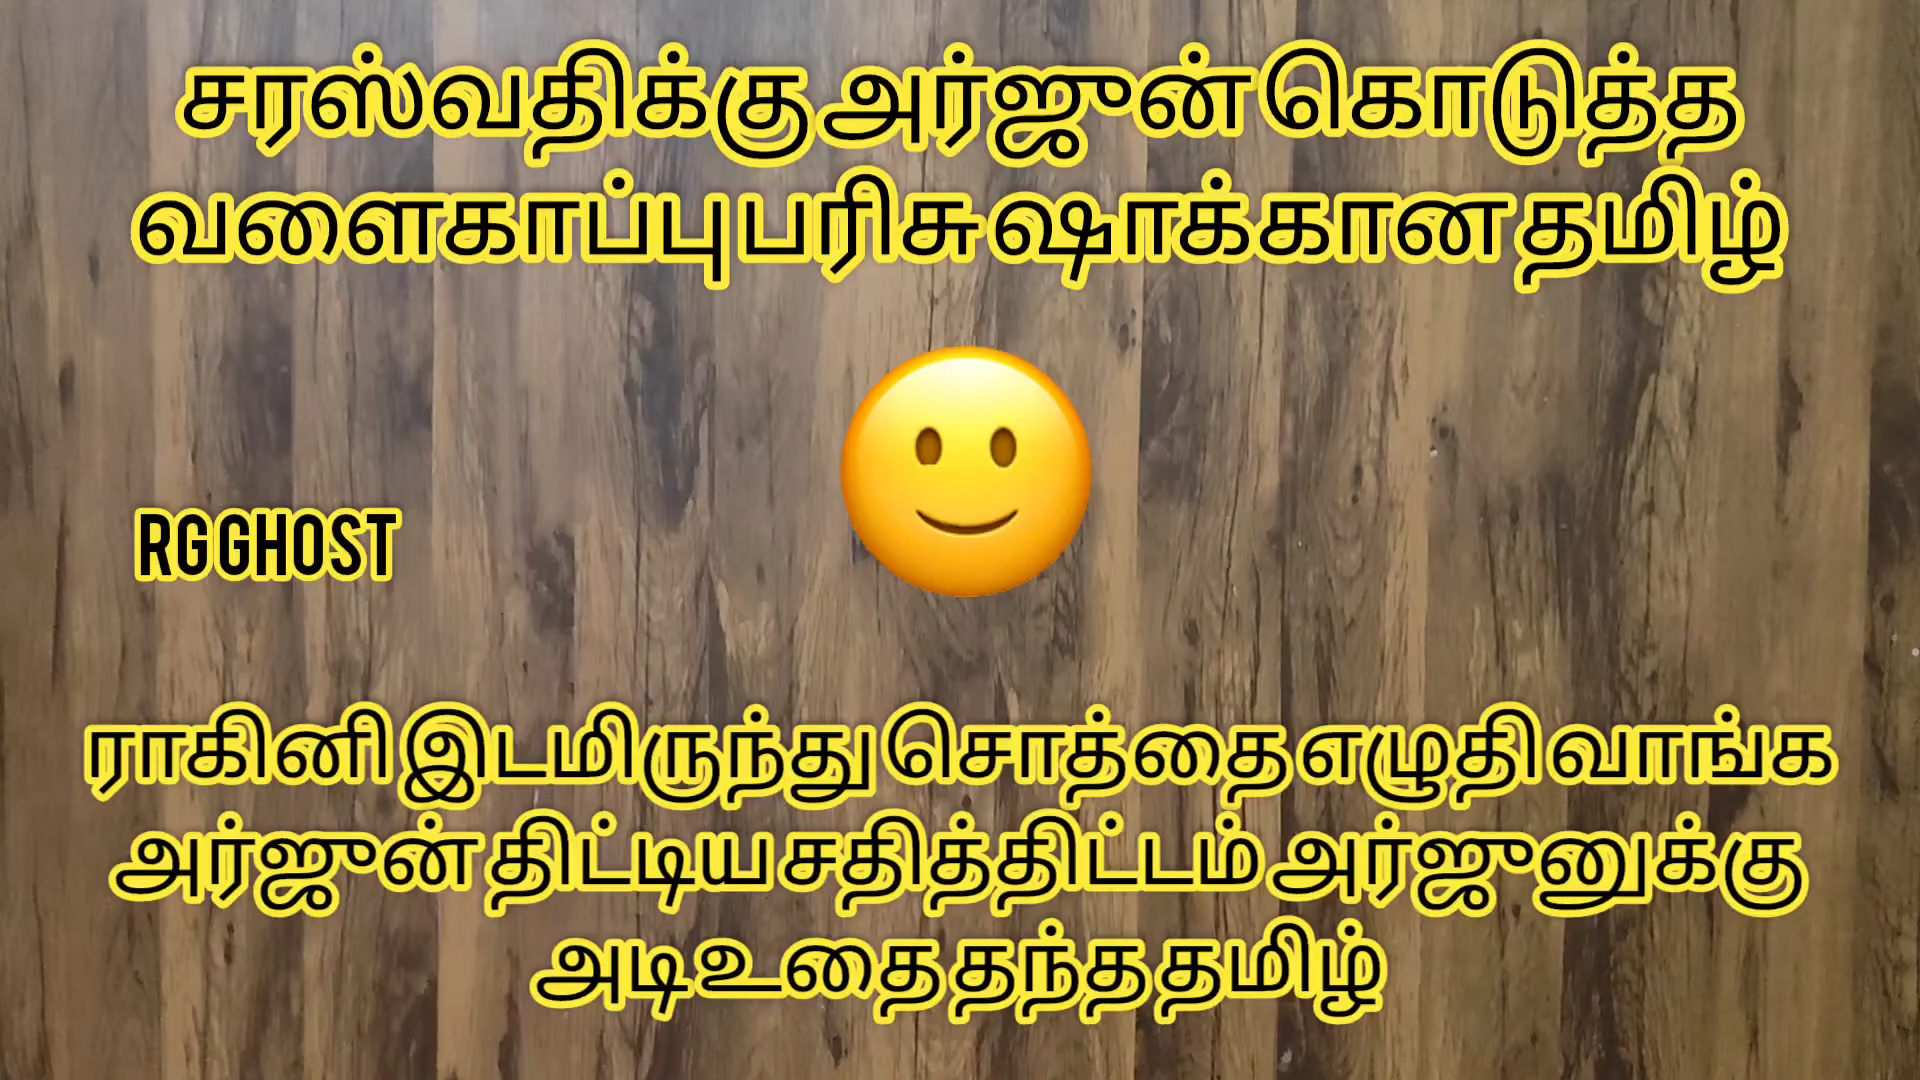 சரஸ்வதிக்கு அர்ஜுன் கொடுத்த
வளைகாப்பு பரிசு ஷாக்கான தமிழ்
RG GHOST
ராகினி இடமிருந்து சொத்தை எழுதி வாங்க
அர்ஜுன் திட்டிய சதித்திட்டம் அர்ஜுனுக்கு
அடி உதை தந்த தமிழ்